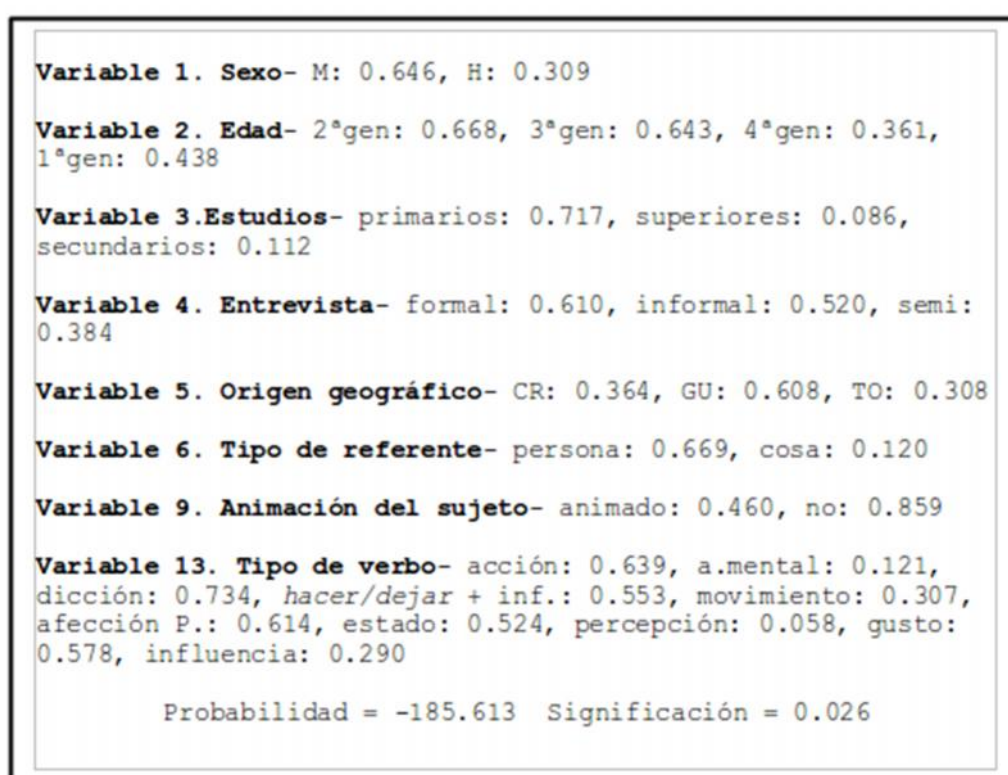 Variable 1. Sexo- M: 0.646, H: 0.309
Variable 2. Edad- 2ªgen: 0.668, 3ªgen: 0.643, 4ªgen: 0.361,
1ªgen: 0.438
Variable 3.Estudios- primarios: 0.717, superiores: 0.086,
secundarios: 0.112
Variable 4. Entrevista- formal: 0.610, informal: 0.520, semi:
0.384
Variable 5. Origen geográfico- CR: 0.364, GU: 0.608, TO: 0.308
Variable 6. Tipo de referente- persona: 0.669, cosa: 0.120
Variable 9. Animación del sujeto- animado: 0.460, no: 0.859
Variable 13. Tipo de verbo- acción: 0.639, a.mental: 0.121,
dicción: 0.734, hacer/dejar + inf.: 0.553, movimiento: 0.307,
afección P.: 0.614, estado: 0.524, percepción: 0.058, gusto:
0.578, influencia: 0.290
Probabilidad = -185.613 Significación = 0.026